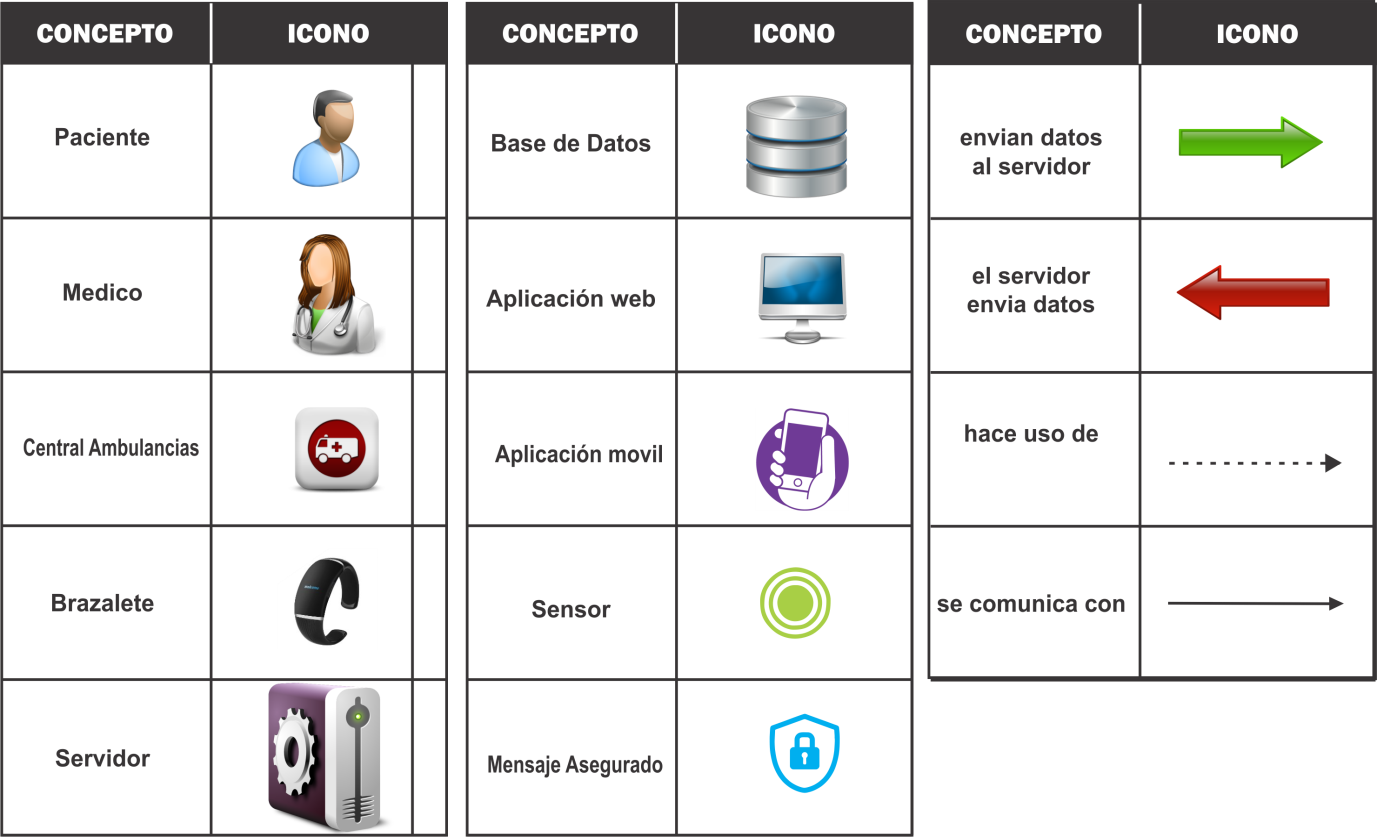 CONCEPTO ICONO
Paciente
Medico
Central Ambulancias
Brazalete
Servidor
CONCEPTO ICONO
Base de Datos
Aplicación web
Aplicación movil
Sensor
Mensaje Asegurado
CONCEPTO ICONO
envian datos
al servidor
el servidor
envia datos
hace uso de
se comunica con